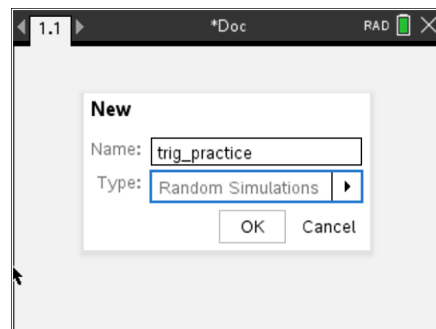 1.1 *Doc RAD
New
Name: trig_practice
Type: Random Simulations
OK Cancel